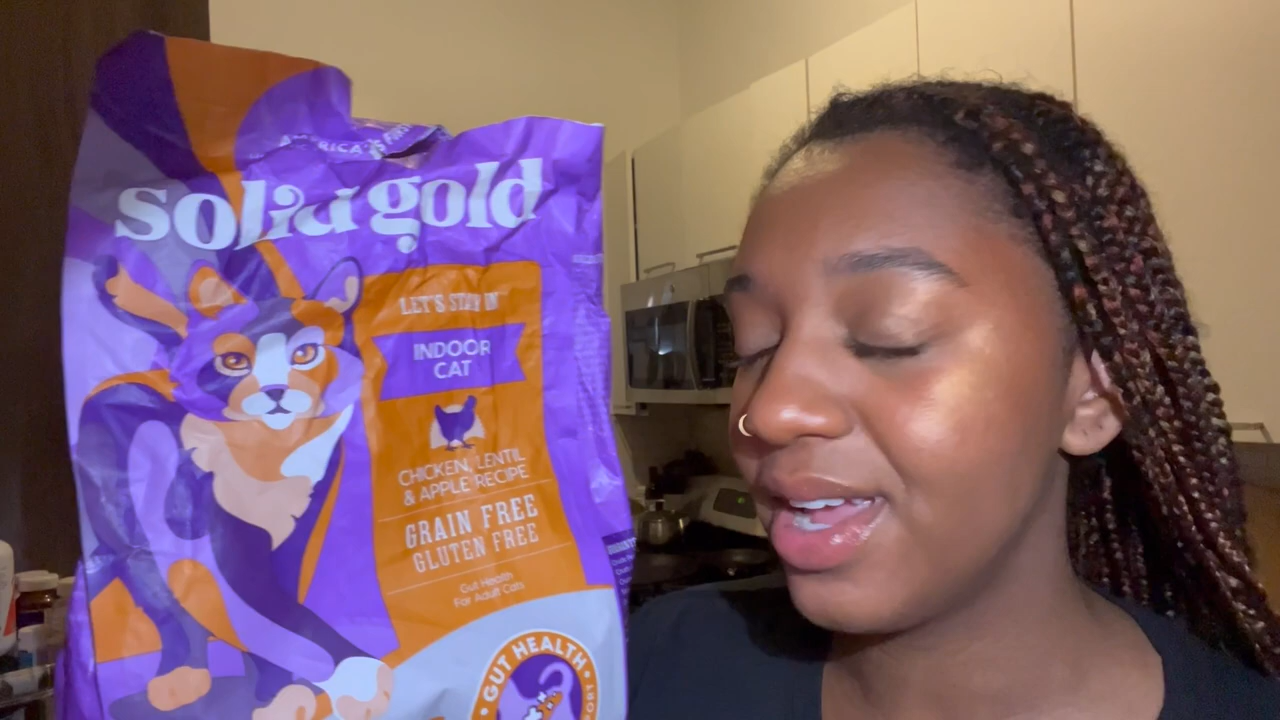 solid gold
LET'S STAY IN
INDOOR
CAT
CHICKEN, LENTIL
& APPLE RECIPE
GRAIN FREE
GLUTEN FREE
Gut Health
For Adult Cats
GUT HEALTH